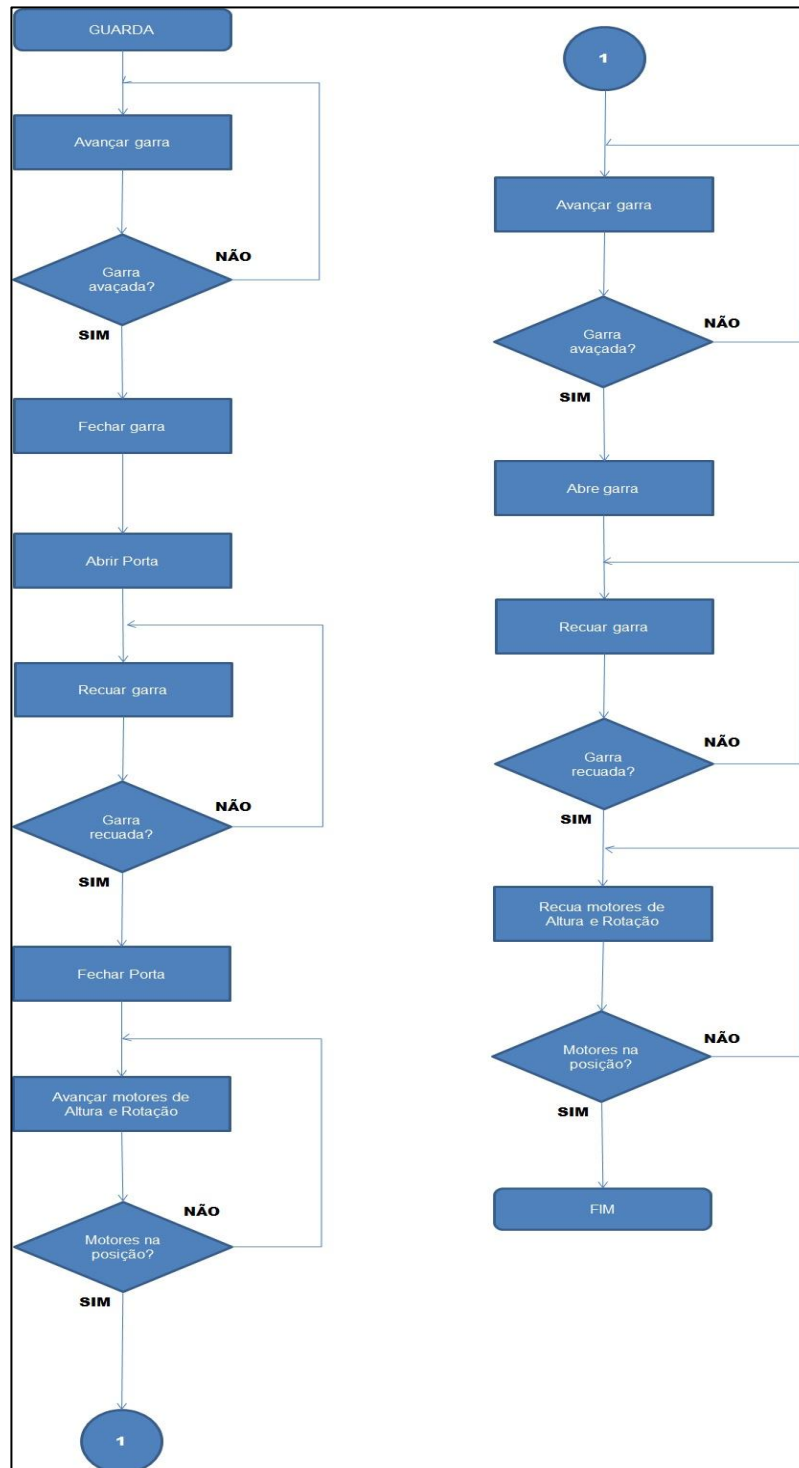 GUARDA
Avançar garra
Garra
avaçada?
NÃO
SIM
Fechar garra
Abrir Porta
Recuar garra
Garra
recuada?
NÃO
SIM
Fechar Porta
Avançar motores de
Altura e Rotação
Motores na
posição?
NÃO
SIM
1
1
Avançar garra
Garra
avaçada?
NÃO
SIM
Abre garra
Recuar garra
Garra
recuada?
NÃO
SIM
Recua motores de
Altura e Rotação
Motores na
posição?
NÃO
SIM
FIM